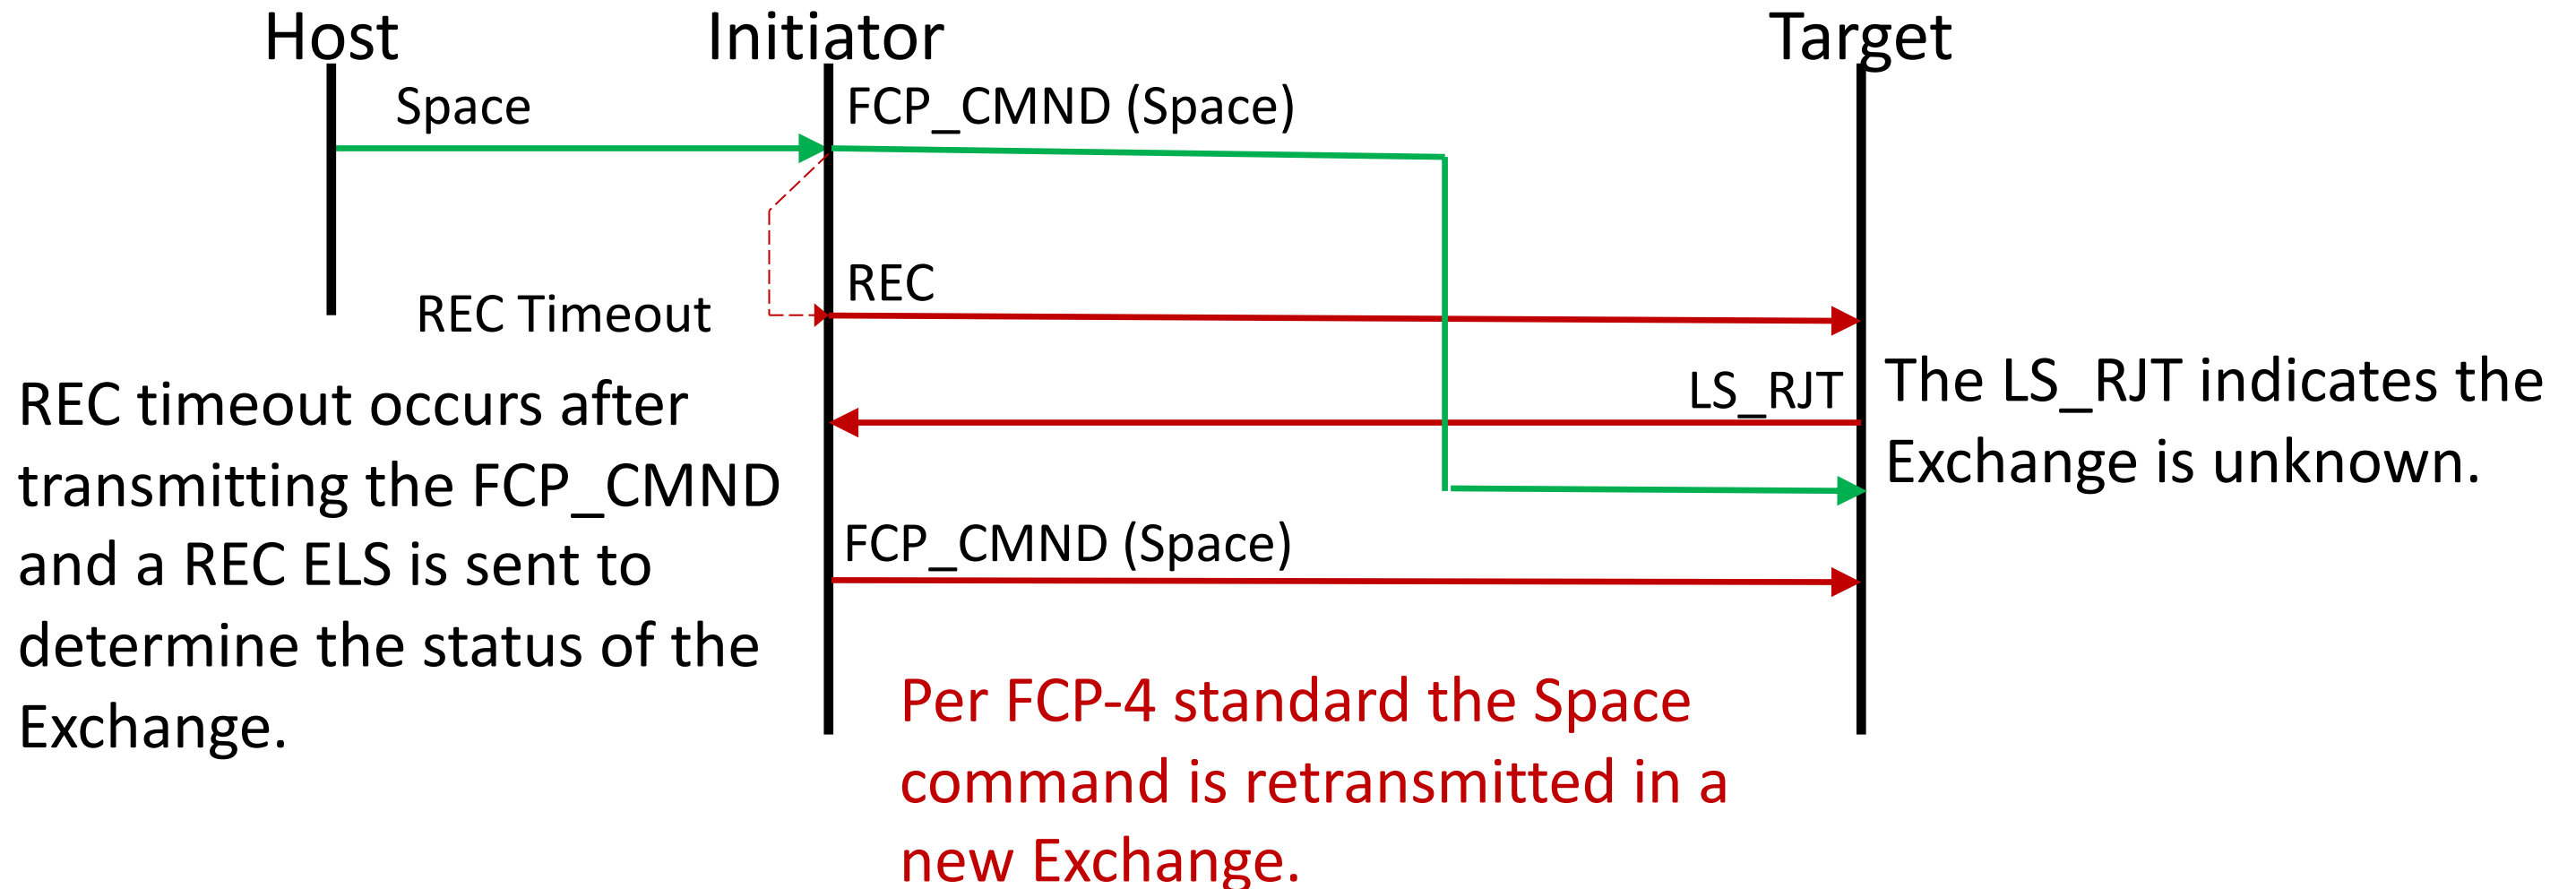 Host
Initiator
Target
Space
FCP_CMND (Space)
REC
REC Timeout
LS_RJT
The LS_RJT indicates the
Exchange is unknown.
REC timeout occurs after
transmitting the FCP_CMND
and a REC ELS is sent to
determine the status of the
Exchange.
FCP_CMND (Space)
Per FCP-4 standard the Space
command is retransmitted in a
new Exchange.